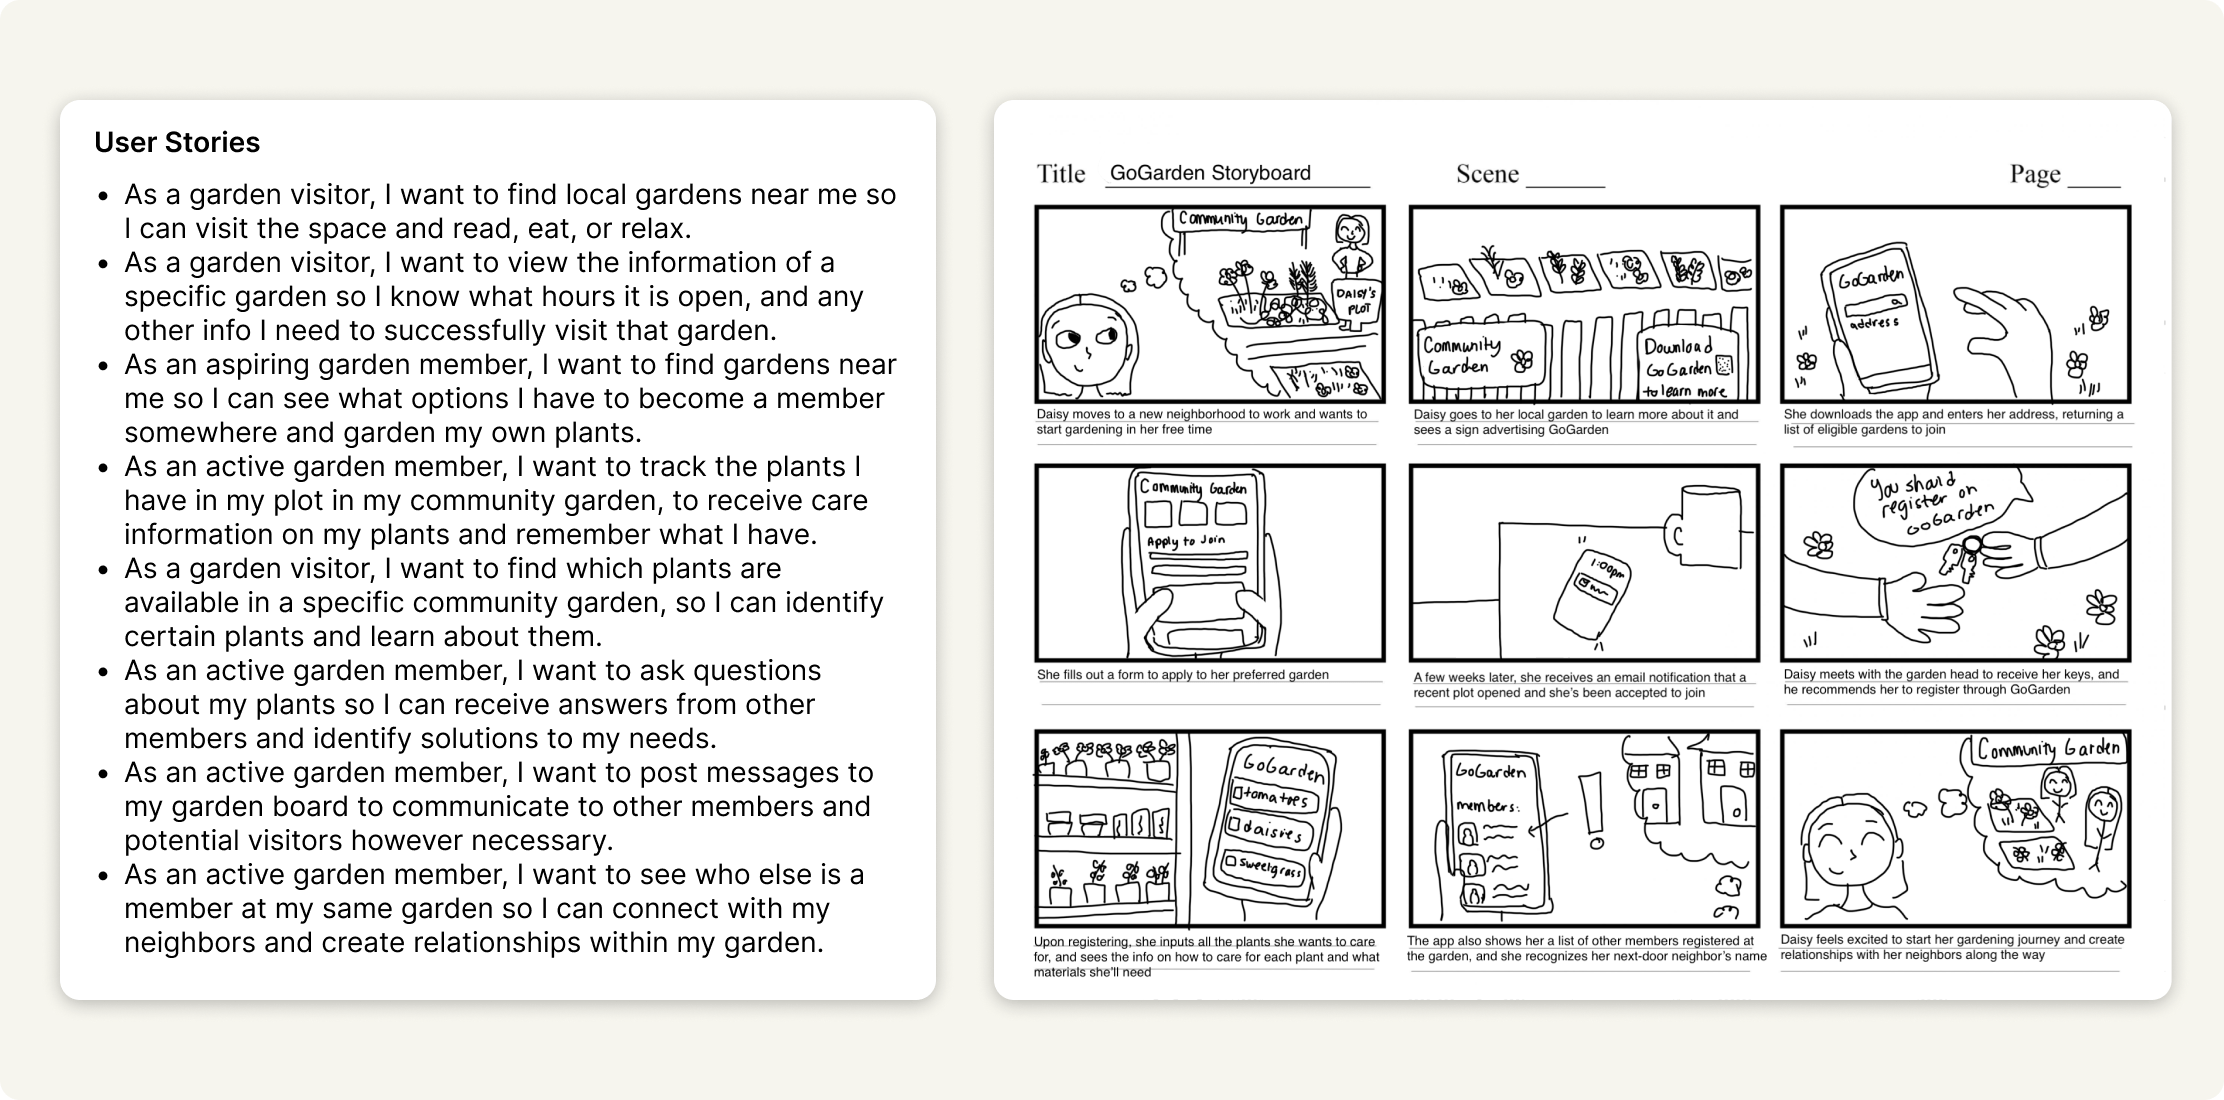 User Stories
• As a garden visitor, I want to find local gardens near me so
I can visit the space and read, eat, or relax.
• As a garden visitor, I want to view the information of a
specific garden so I know what hours it is open, and any
other info I need to successfully visit that garden.
• As an aspiring garden member, I want to find gardens near
me so I can see what options I have to become a member
somewhere and garden my own plants.
• As an active garden member, I want to track the plants I
have in my plot in my community garden, to receive care
information on my plants and remember what I have.
• As a garden visitor, I want to find which plants are
available in a specific community garden, so I can identify
certain plants and learn about them.
• As an active garden member, I want to ask questions
about my plants so I can receive answers from other
members and identify solutions to my needs.
• As an active garden member, I want to post messages to
my garden board to communicate to other members and
potential visitors however necessary.
• As an active garden member, I want to see who else is a
member at my same garden so I can connect with my
neighbors and create relationships within my garden.
Title GoGarden Storyboard Scene Page
Community Garden
DAISY'S
PLOT
Daisy moves to a new neighborhood to work and wants to
start gardening in her free time
Community
Garden
Download
GoGarden
to learn more
Daisy goes to her local garden to learn more about it and
sees a sign advertising GoGarden
GoGarden
address
She downloads the app and enters her address, returning a
list of eligible gardens to join
Community Garden
Apply to Join
She fills out a form to apply to her preferred garden
1:00pm
A few weeks later, she receives an email notification that a
recent plot opened and she's been accepted to join
You should
register on
GoGarden
Daisy meets with the garden head to receive her keys, and
he recommends her to register through GoGarden
GoGarden
tomatoes
daisies
sweetgrass
Upon registering, she inputs all the plants she wants to care
for, and sees the info on how to care for each plant and what
materials she'll need
GoGarden
members:
The app also shows her a list of other members registered at
the garden, and she recognizes her next-door neighbor's name
Community Garden
Daisy feels excited to start her gardening journey and create
relationships with her neighbors along the way